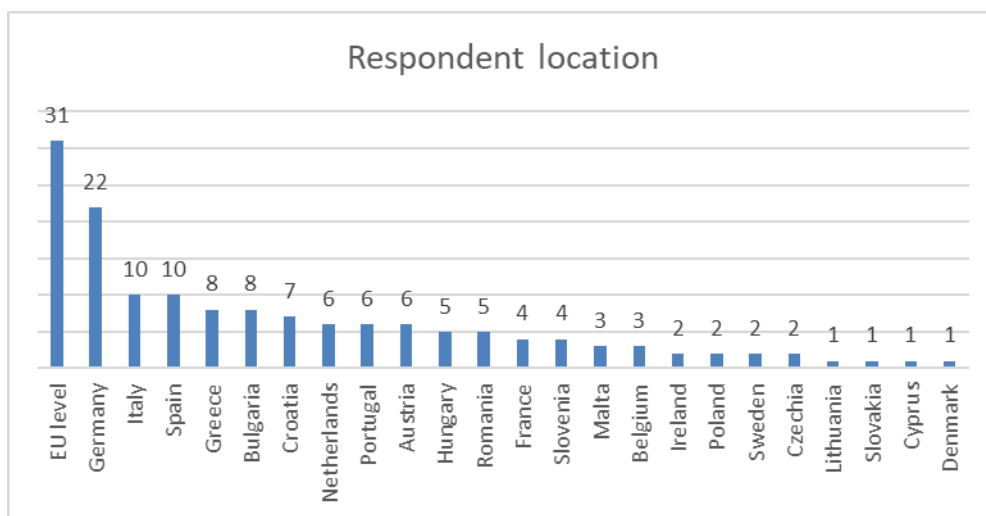 Respondent location
31
22
10
10
8
8
7
6
6
6
5
5
4
4
3
3
2
2
2
2
1
1
1
1
EU level
Germany
Italy
Spain
Greece
Bulgaria
Croatia
Netherlands
Portugal
Austria
Hungary
Romania
France
Slovenia
Malta
Belgium
Ireland
Poland
Sweden
Czechia
Lithuania
Slovakia
Cyprus
Denmark